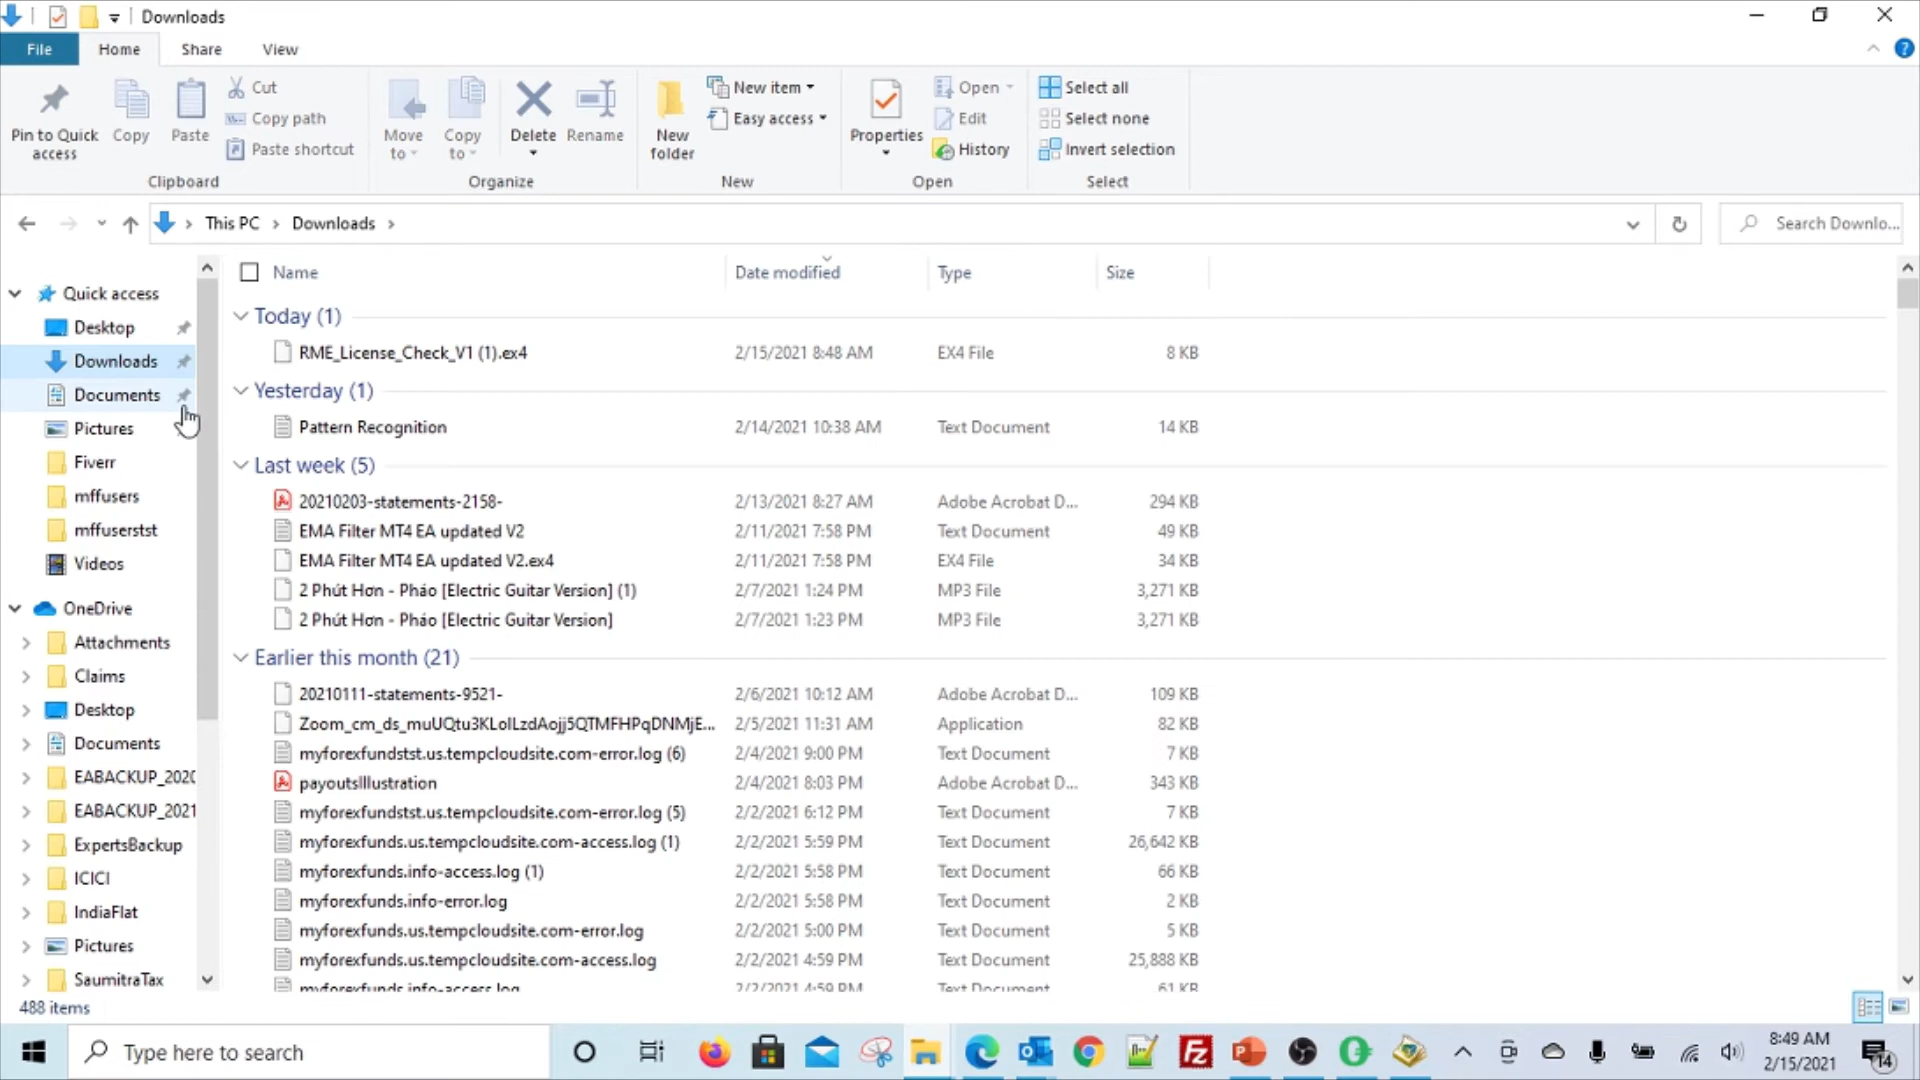 Downloads
File Home Share View
Pin to Quick access
Copy
Paste
Cut
Copy path
Paste shortcut
Clipboard
Move to
Copy to
Delete
Rename
Organize
New folder
New item
Easy access
New
Properties
Open
Edit
History
Open
Select all
Select none
Invert selection
Select
This PC > Downloads >
Search Downlo...
Quick access
Desktop
Downloads
Documents
Pictures
Fiverr
mffusers
mffuserstst
Videos
OneDrive
Attachments
Claims
Desktop
Documents
EABACKUP_2020
EABACKUP_2021
ExpertsBackup
ICICI
IndiaFlat
Pictures
SaumitraTax
Name Date modified Type Size
Today (1)
RME_License_Check_V1 (1).ex4 2/15/2021 8:48 AM EX4 File 8 KB
Yesterday (1)
Pattern Recognition 2/14/2021 10:38 AM Text Document 14 KB
Last week (5)
20210203-statements-2158- 2/13/2021 8:27 AM Adobe Acrobat D... 294 KB
EMA Filter MT4 EA updated V2 2/11/2021 7:58 PM Text Document 49 KB
EMA Filter MT4 EA updated V2.ex4 2/11/2021 7:58 PM EX4 File 34 KB
2 Phút Hơn - Pháo [Electric Guitar Version] (1) 2/7/2021 1:24 PM MP3 File 3,271 KB
2 Phút Hơn - Pháo [Electric Guitar Version] 2/7/2021 1:23 PM MP3 File 3,271 KB
Earlier this month (21)
20210111-statements-9521- 2/6/2021 10:12 AM Adobe Acrobat D... 109 KB
Zoom_cm_ds_muUQtu3KLoILzdAojj5QTMFHPqDNMjE... 2/5/2021 11:31 AM Application 82 KB
myforexfundstst.us.tempcloudsite.com-error.log (6) 2/4/2021 9:00 PM Text Document 7 KB
payoutsIllustration 2/4/2021 8:03 PM Adobe Acrobat D... 343 KB
myforexfundstst.us.tempcloudsite.com-error.log (5) 2/2/2021 6:12 PM Text Document 7 KB
myforexfunds.us.tempcloudsite.com-access.log (1) 2/2/2021 5:59 PM Text Document 26,642 KB
myforexfunds.info-access.log (1) 2/2/2021 5:58 PM Text Document 66 KB
myforexfunds.info-error.log 2/2/2021 5:58 PM Text Document 2 KB
myforexfunds.us.tempcloudsite.com-error.log 2/2/2021 5:00 PM Text Document 5 KB
myforexfunds.us.tempcloudsite.com-access.log 2/2/2021 4:59 PM Text Document 25,888 KB
myforexfunds.info-access.log 2/2/2021 4:59 PM Text Document 61 KB
488 items
Type here to search
8:49 AM
2/15/2021
14